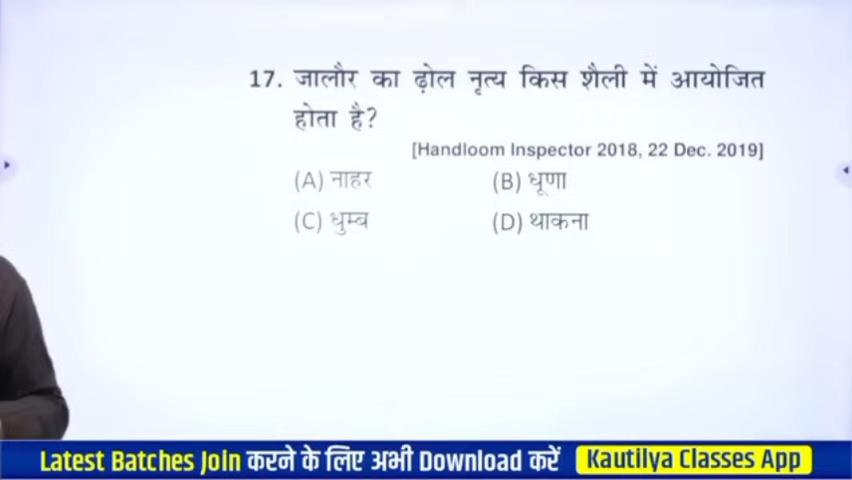 17. जालौर का ढ़ोल नृत्य किस शैली में आयोजित
होता है?
[Handloom Inspector 2018, 22 Dec. 2019]
(A) नाहर (B) धूणा
(C) धुम्ब (D) थाकना
Latest Batches Join करने के लिए अभी Download करें Kautilya Classes App